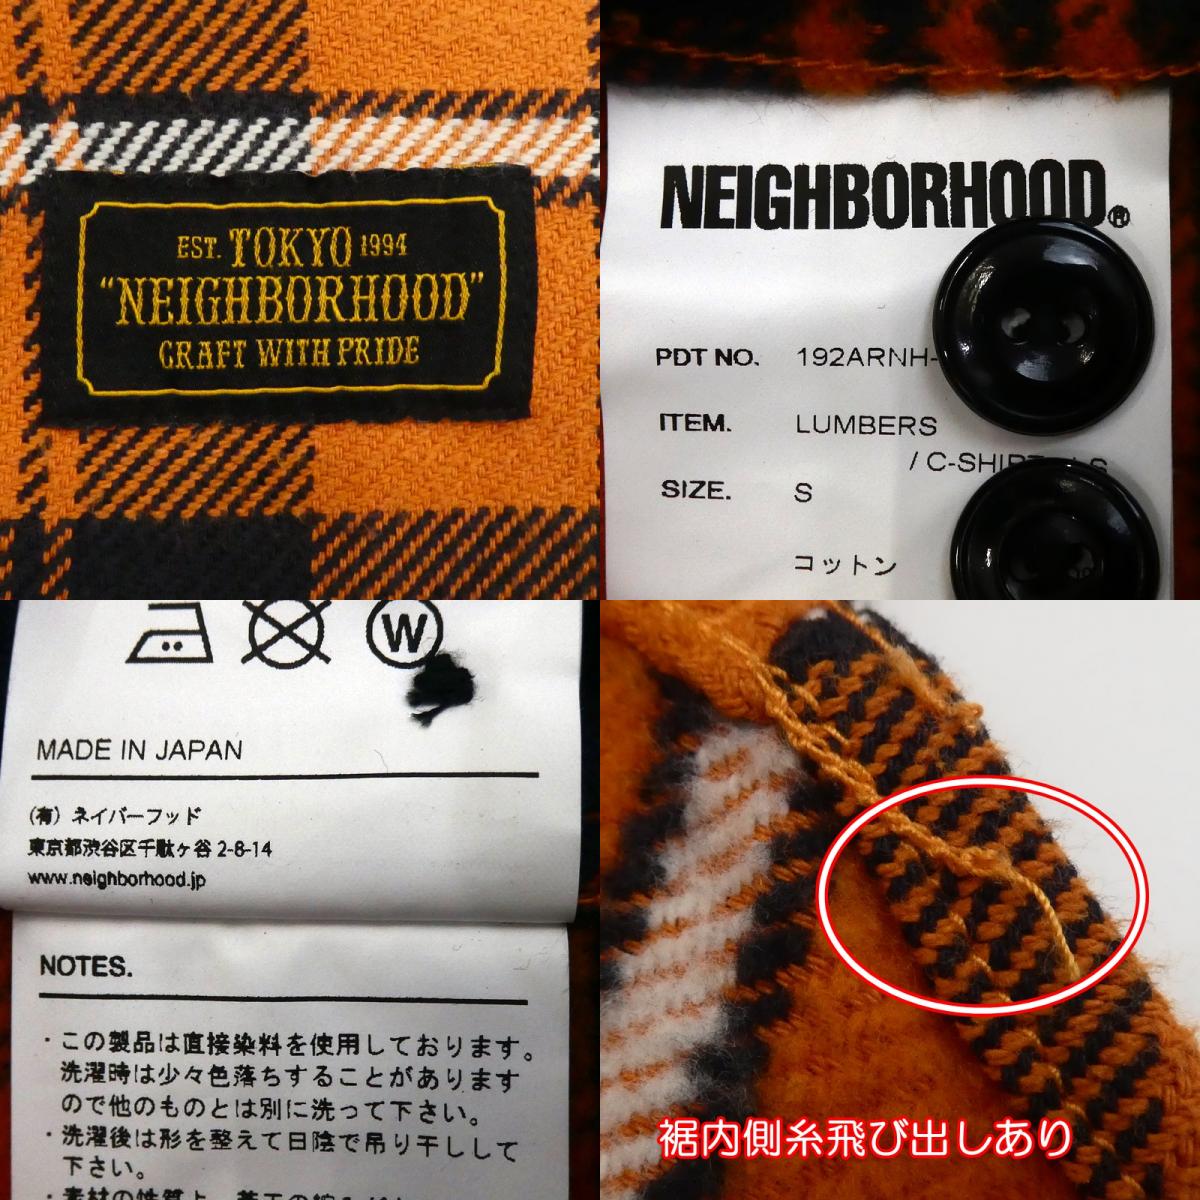 EST. TOKYO 1994
"NEIGHBORHOOD"
CRAFT WITH PRIDE
NEIGHBORHOOD®
PDT NO. 192ARNH-
ITEM. LUMBERS
/ C-SHIRT
SIZE. S
コットン
W
MADE IN JAPAN
(有) ネイバーフッド
東京都渋谷区千駄ヶ谷 2-8-14
www.neighborhood.jp
NOTES.
・この製品は直接染料を使用しております。
洗濯時は少々色落ちすることがあります
ので他のものとは別に洗って下さい。
・洗濯後は形を整えて日陰で吊り干しして
下さい。
裾内側糸飛び出しあり